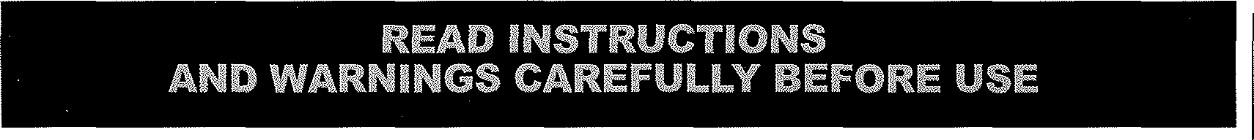 READ INSTRUCTIONS
AND WARNINGS CAREFULLY BEFORE USE